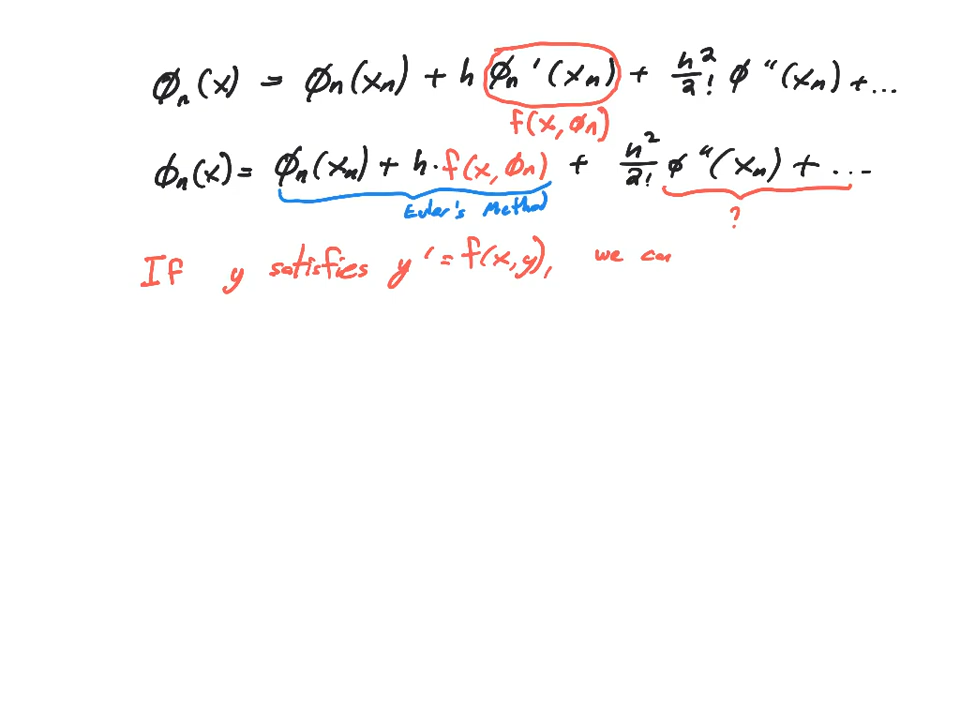 ϕₙ(x) = ϕₙ(xₙ) + h ϕₙ'(xₙ) + h²/2! ϕ"(xₙ) + ...
f(x, ϕₙ)
ϕₙ(x) = ϕₙ(xₙ) + h · f(x, ϕₙ) + h²/2! ϕ"(xₙ) + ...
Euler's Method
?
If y satisfies y' = f(x,y), we can